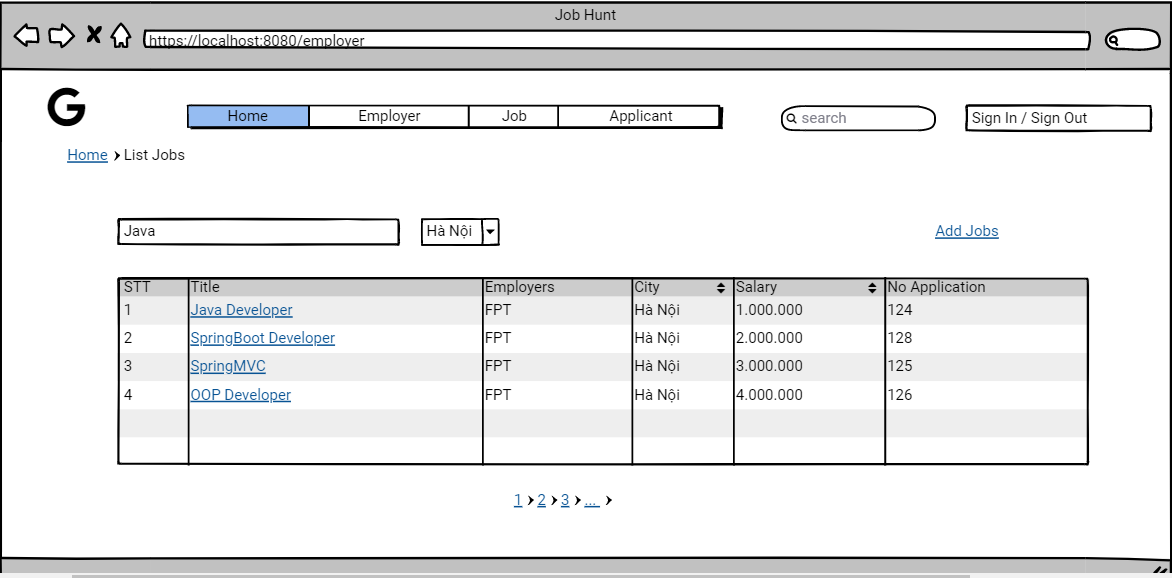 Job Hunt
https://localhost:8080/employer
G
Home Employer Job Applicant search Sign In / Sign Out
Home List Jobs
Java Hà Nội Add Jobs
STT Title Employers City Salary No Application
1 Java Developer FPT Hà Nội 1.000.000 124
2 SpringBoot Developer FPT Hà Nội 2.000.000 128
3 SpringMVC FPT Hà Nội 3.000.000 125
4 OOP Developer FPT Hà Nội 4.000.000 126
1 2 3 ...